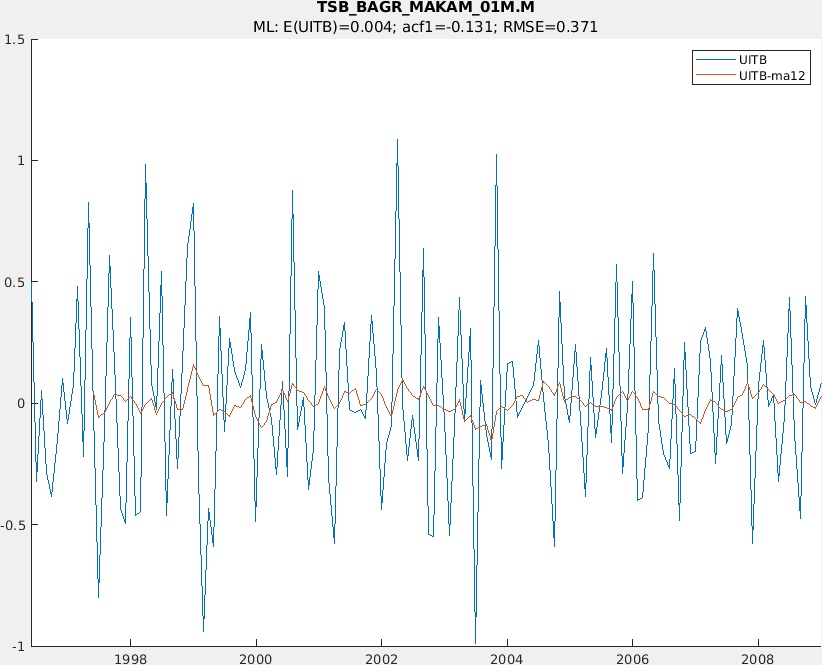 TSB_BAGR_MAKAM_01M.M
ML: E(UITB)=0.004; acf1=-0.131; RMSE=0.371
1.5
UITB
UITB-ma12
1
0.5
0
-0.5
-1
1998 2000 2002 2004 2006 2008